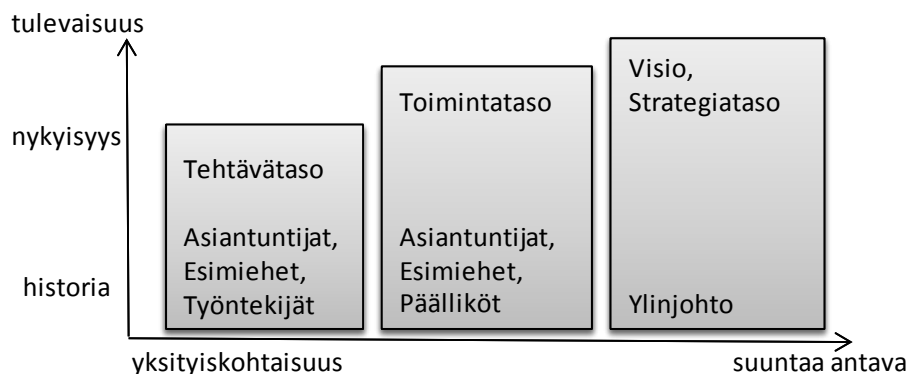 tulevaisuus
nykyisyys
historia
Tehtävätaso
Asiantuntijat,
Esimiehet,
Työntekijät
Toimintataso
Asiantuntijat,
Esimiehet,
Päälliköt
Visio,
Strategiataso
Ylinjohto
yksityiskohtaisuus
suuntaa antava